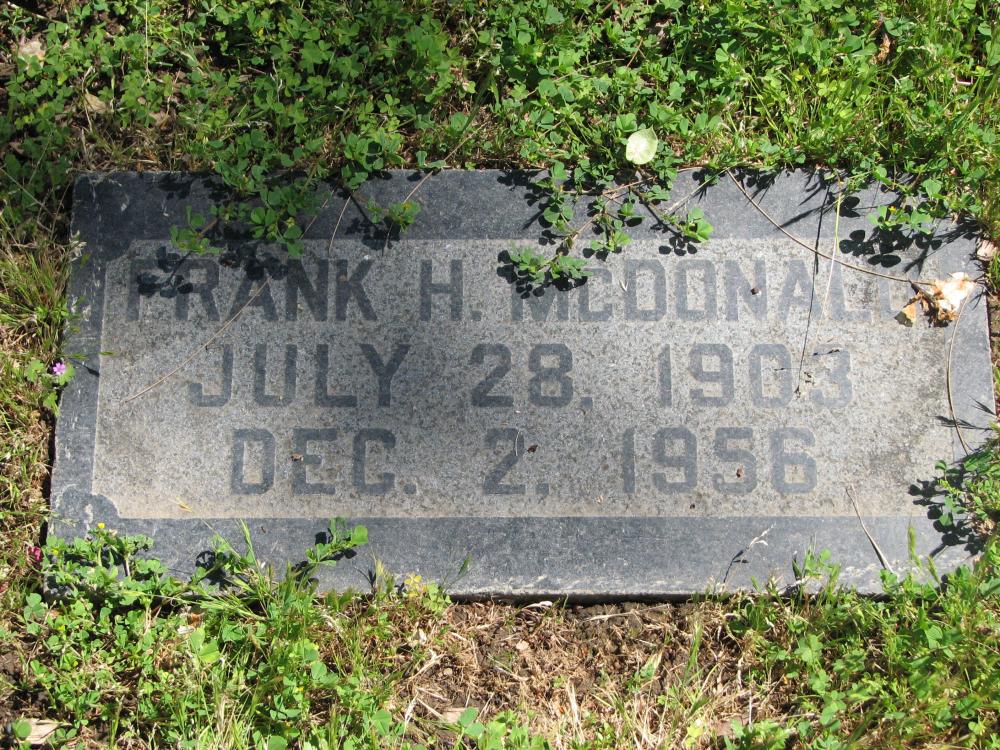 FRANK H. McDONALD
JULY 28, 1903
DEC. 2, 1956